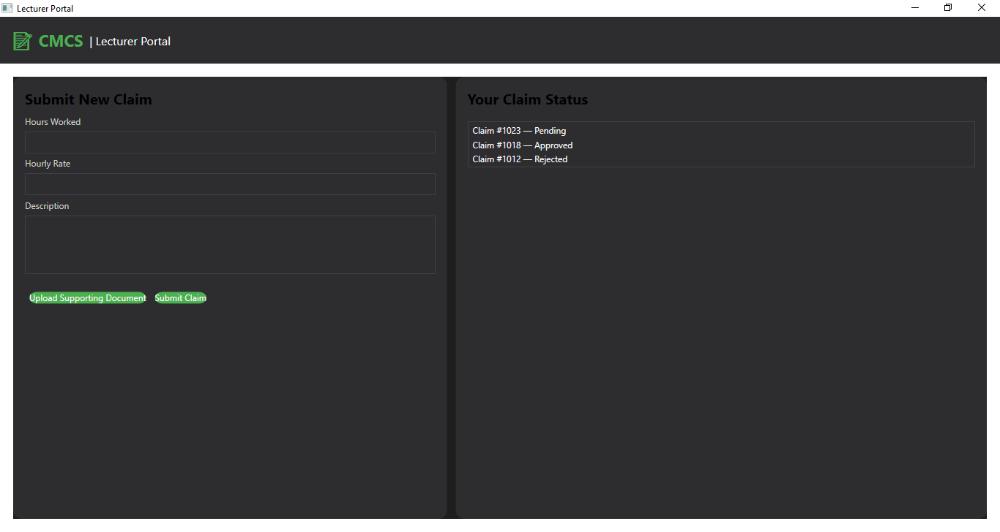 Lecturer Portal
CMCS | Lecturer Portal
Submit New Claim
Hours Worked
Hourly Rate
Description
Upload Supporting Document
Submit Claim
Your Claim Status
Claim #1023 — Pending
Claim #1018 — Approved
Claim #1012 — Rejected